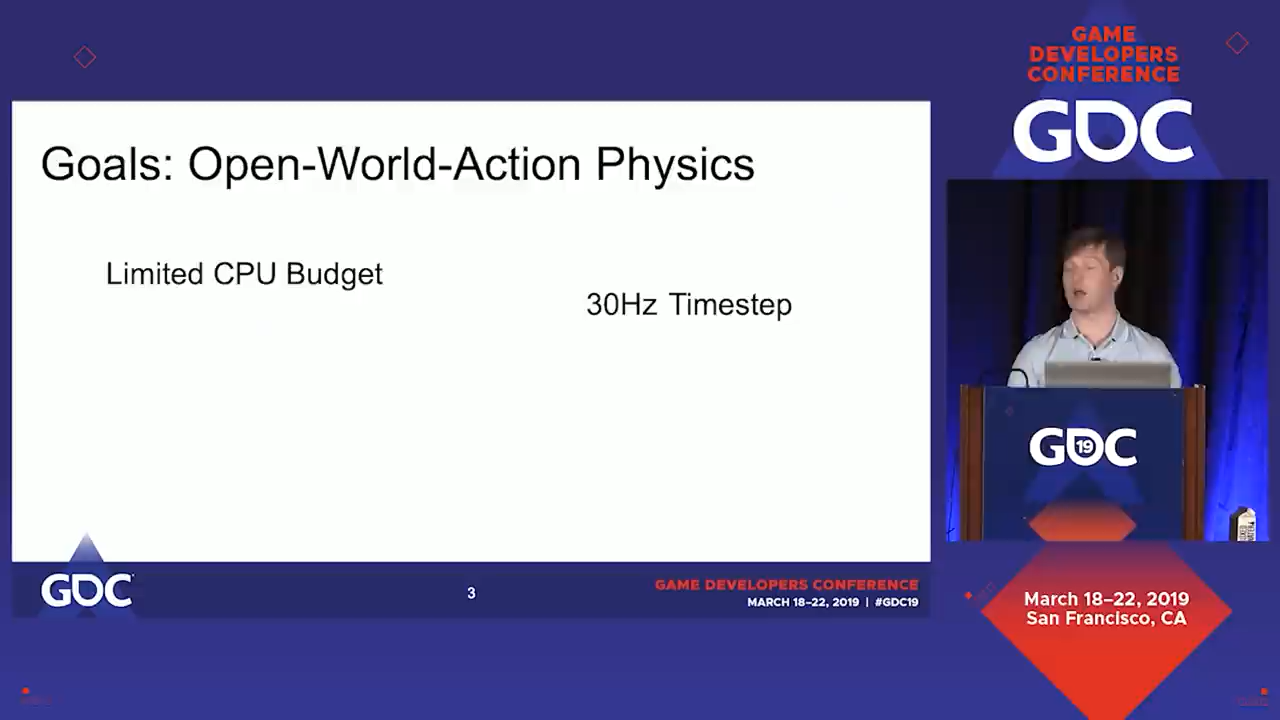 GAME
DEVELOPERS
CONFERENCE
GDC
Goals: Open-World-Action Physics
Limited CPU Budget
30Hz Timestep
GDC
19
GDC
3
GAME DEVELOPERS CONFERENCE
MARCH 18–22, 2019 | #GDC19
March 18–22, 2019
San Francisco, CA